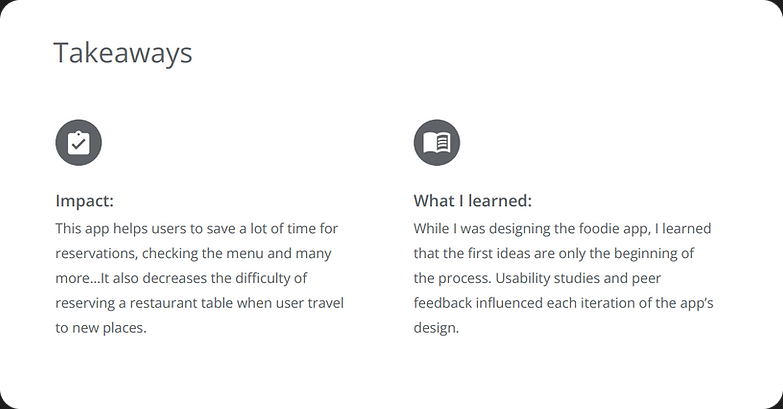 Takeaways
Impact:
This app helps users to save a lot of time for
reservations, checking the menu and many
more...It also decreases the difficulty of
reserving a restaurant table when user travel
to new places.
What I learned:
While I was designing the foodie app, I learned
that the first ideas are only the beginning of
the process. Usability studies and peer
feedback influenced each iteration of the app’s
design.